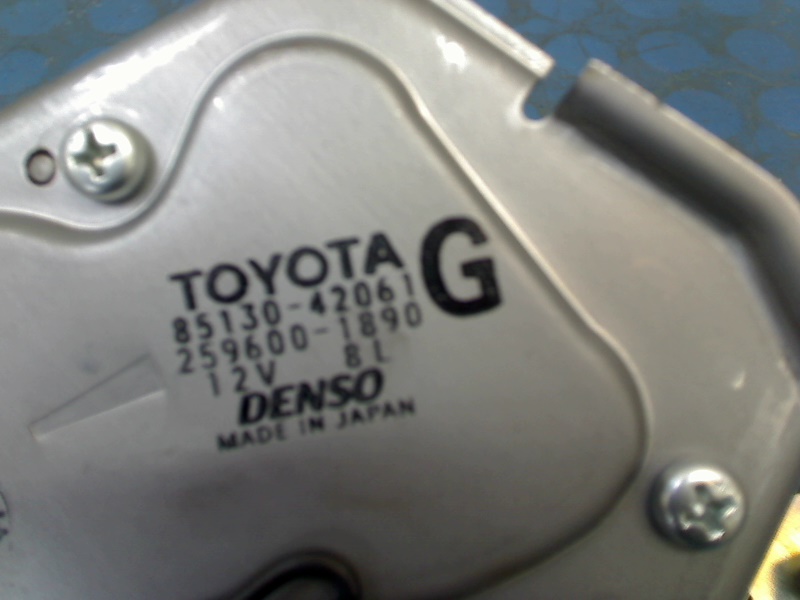 TOYOTA G
85130-42061
259600-1890
12V 8L
DENSO
MADE IN JAPAN